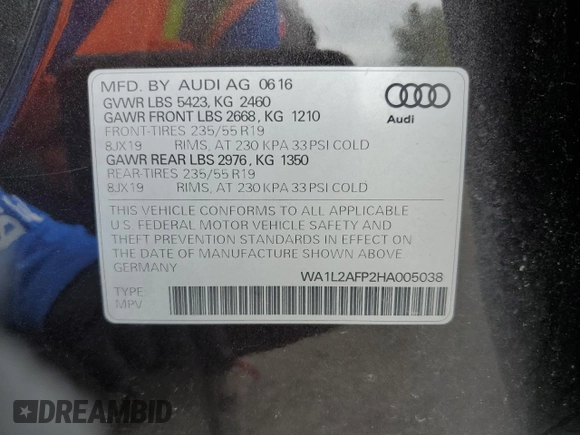 MFD. BY AUDI AG 06 16
GVWR LBS 5423, KG 2460
GAWR FRONT LBS 2668, KG 1210
FRONT-TIRES 235/55 R19
8JX19 RIMS, AT 230 KPA 33 PSI COLD
GAWR REAR LBS 2976, KG 1350
REAR-TIRES 235/55 R19
8JX19 RIMS, AT 230 KPA 33 PSI COLD
Audi
THIS VEHICLE CONFORMS TO ALL APPLICABLE
U.S. FEDERAL MOTOR VEHICLE SAFETY AND
THEFT PREVENTION STANDARDS IN EFFECT ON
THE DATE OF MANUFACTURE SHOWN ABOVE
GERMANY
WA1L2AFP2HA005038
TYPE:
MPV
DREAMBID